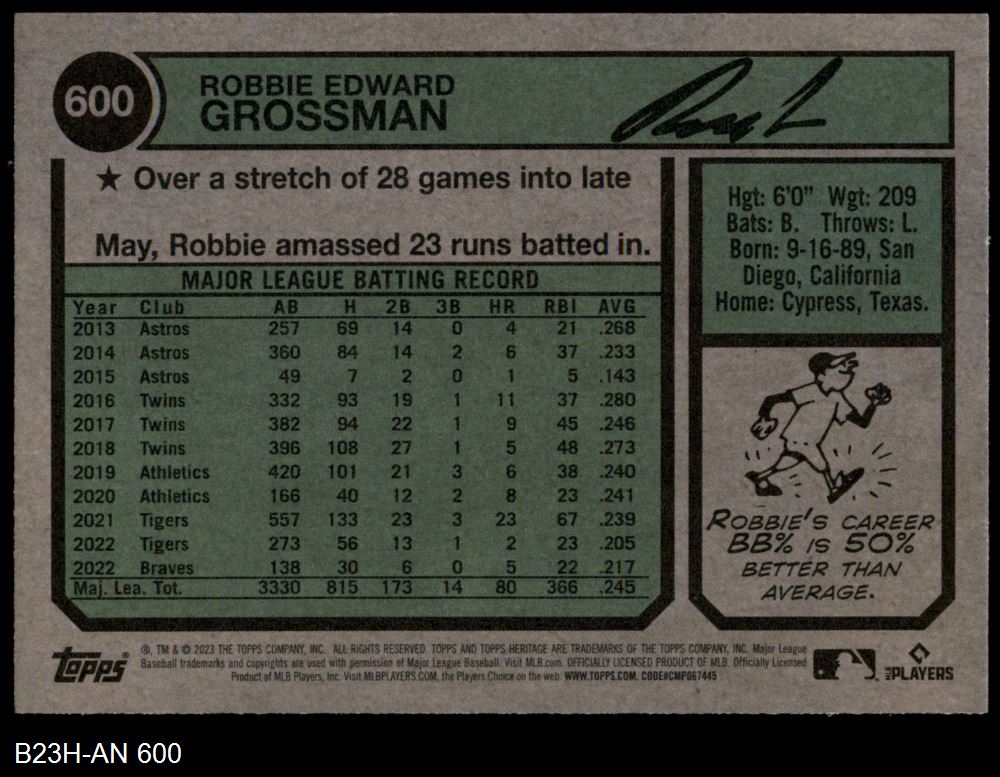 600
ROBBIE EDWARD
GROSSMAN
★ Over a stretch of 28 games into late
May, Robbie amassed 23 runs batted in.
MAJOR LEAGUE BATTING RECORD
Year Club AB H 2B 3B HR RBI AVG
2013 Astros 257 69 14 0 4 21 .268
2014 Astros 360 84 14 2 6 37 .233
2015 Astros 49 7 2 0 1 5 .143
2016 Twins 332 93 19 1 11 37 .280
2017 Twins 382 94 22 1 9 45 .246
2018 Twins 396 108 27 1 5 48 .273
2019 Athletics 420 101 21 3 6 38 .240
2020 Athletics 166 40 12 2 8 23 .241
2021 Tigers 557 133 23 3 23 67 .239
2022 Tigers 273 56 13 1 2 23 .205
2022 Braves 138 30 6 0 5 22 .217
Maj. Lea. Tot. 3330 815 173 14 80 366 .245
Hgt: 6'0" Wgt: 209
Bats: B. Throws: L.
Born: 9-16-89, San
Diego, California
Home: Cypress, Texas.
ROBBIE'S CAREER
BB% IS 50%
BETTER THAN
AVERAGE.
Topps®
®, TM & © 2023 THE TOPPS COMPANY, INC. ALL RIGHTS RESERVED. TOPPS AND TOPPS HERITAGE ARE TRADEMARKS OF THE TOPPS COMPANY, INC. Major League
Baseball trademarks and copyrights are used with permission of Major League Baseball. Visit MLB.com. OFFICIALLY LICENSED PRODUCT OF MLB. Officially Licensed
Product of MLB Players, Inc. Visit MLBPLAYERS.COM, the Players Choice on the web. WWW.TOPPS.COM. CODE#CMP067445
MLB PLAYERS
B23H-AN 600